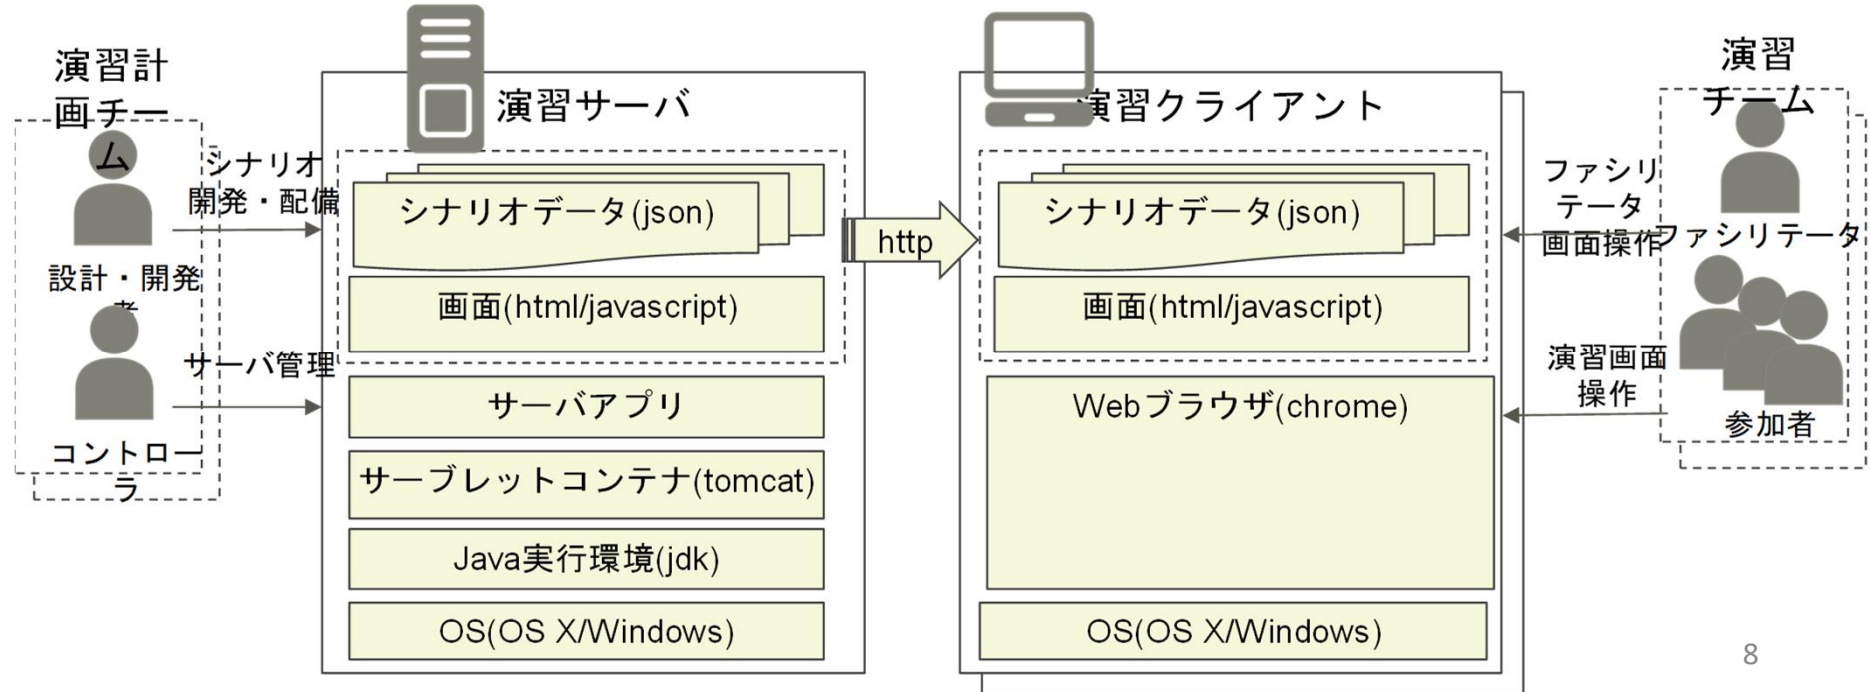 演習計
画チー
ム
設計・開発
者
コントロー
ラ
シナリオ
開発・配備
サーバ管理
演習サーバ
シナリオデータ(json)
画面(html/javascript)
サーバアプリ
サーブレットコンテナ(tomcat)
Java実行環境(jdk)
OS(OS X/Windows)
http
演習クライアント
シナリオデータ(json)
画面(html/javascript)
Webブラウザ(chrome)
OS(OS X/Windows)
ファシリ
テータ
画面操作
演習画面
操作
演習
チーム
ファシリテータ
参加者
8